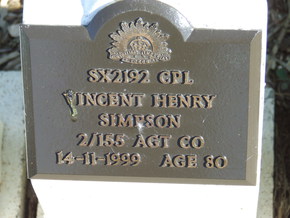 SX2192 CPL
VINCENT HENRY
SIMPSON
2/155 AGT CO
14-11-1999 AGE 80